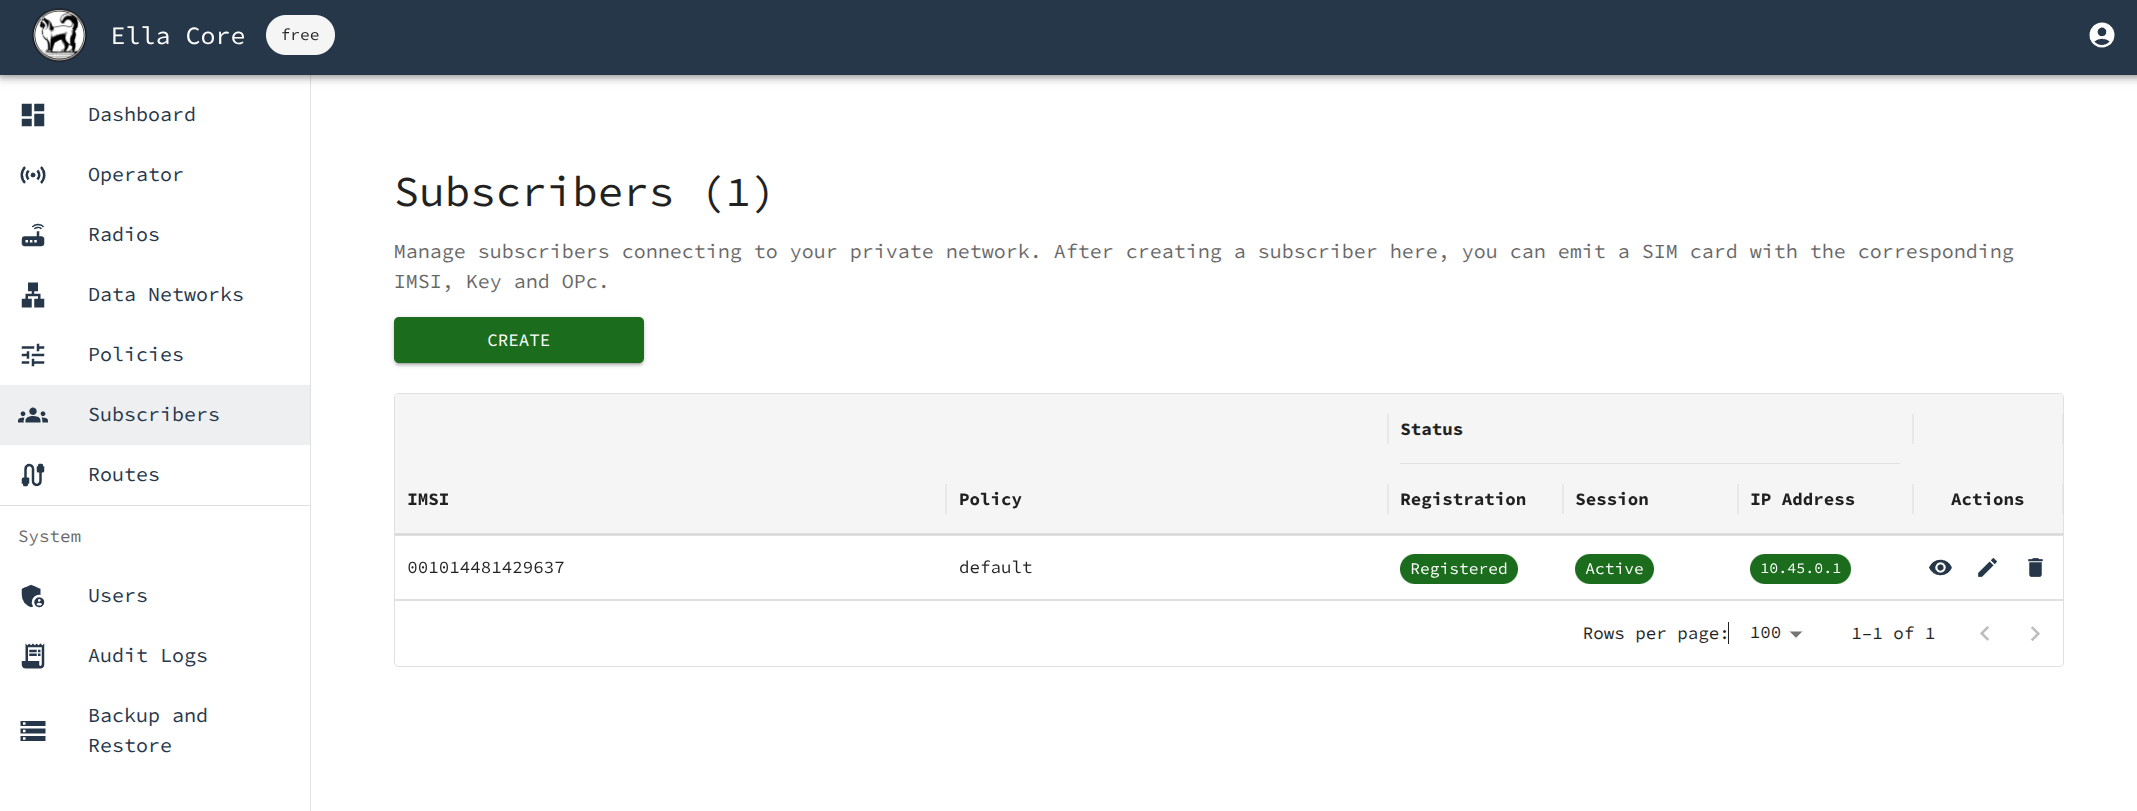 Ella Core free
Dashboard
Operator
Radios
Data Networks
Policies
Subscribers
Routes
System
Users
Audit Logs
Backup and
Restore
Subscribers (1)
Manage subscribers connecting to your private network. After creating a subscriber here, you can emit a SIM card with the corresponding
IMSI, Key and OPc.
CREATE
Status
IMSI Policy Registration Session IP Address Actions
001014481429637 default Registered Active 10.45.0.1
Rows per page: 100 1–1 of 1